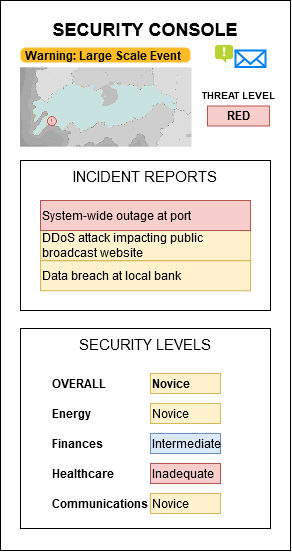 SECURITY CONSOLE
Warning: Large Scale Event
!
THREAT LEVEL
RED
!
INCIDENT REPORTS
System-wide outage at port
DDoS attack impacting public
broadcast website
Data breach at local bank
SECURITY LEVELS
OVERALL Novice
Energy Novice
Finances Intermediate
Healthcare Inadequate
Communications Novice